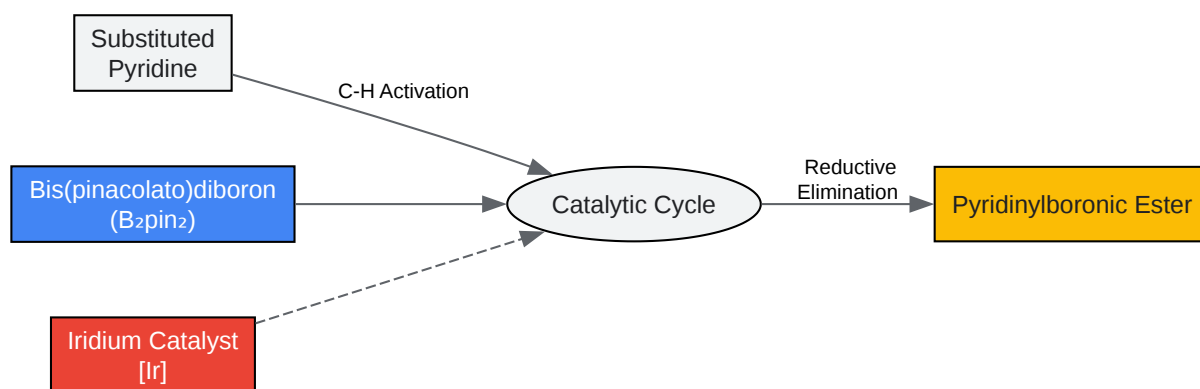 Substituted
Pyridine
C-H Activation
Bis(pinacolato)diboron
(B₂pin₂)
Catalytic Cycle
Reductive
Elimination
Pyridinylboronic Ester
Iridium Catalyst
[Ir]